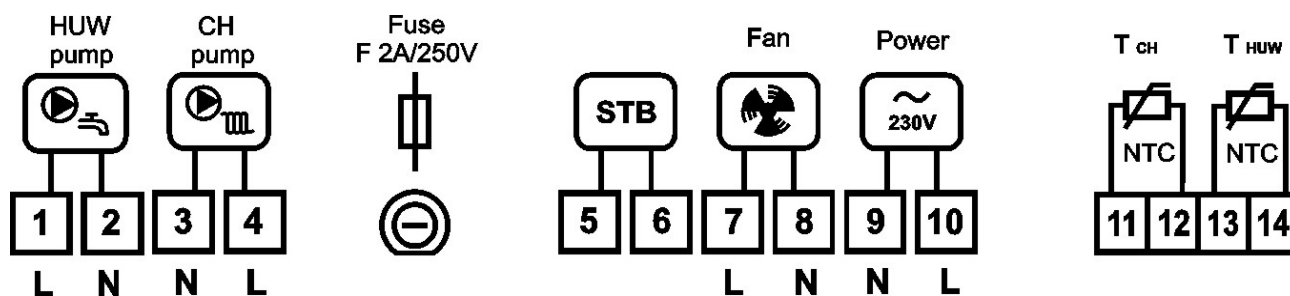 HUW
pump
CH
pump
Fuse
F 2A/250V
Fan
Power
T CH
T HUW
STB
230V
NTC
NTC
1 2 3 4 5 6 7 8 9 10 11 12 13 14
L N N L L N N L